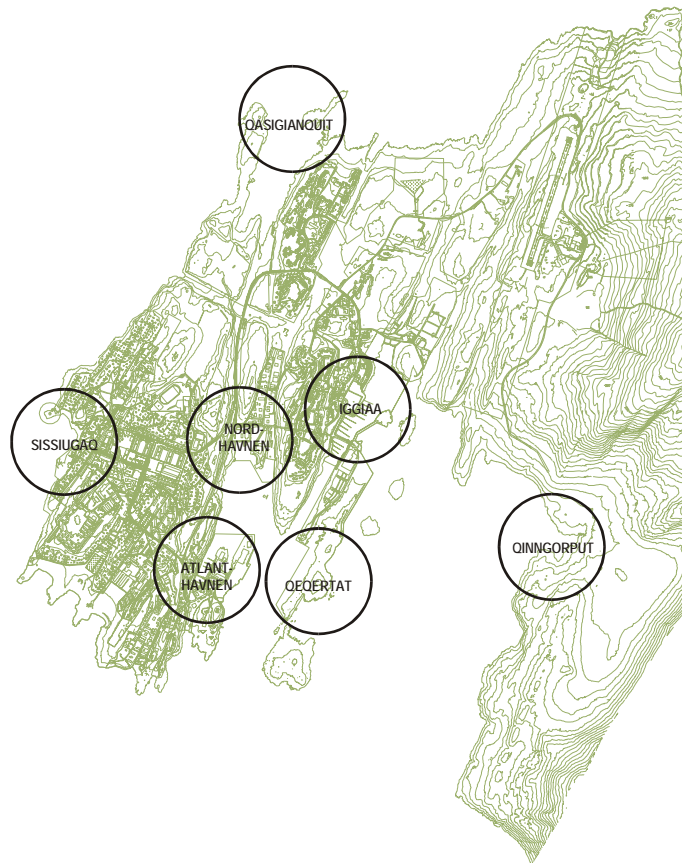 QASIGIANQUIT
IGGIAA
NORD-
HAVNEN
SISSIUGAQ
QINNGORPUT
ATLANT-
HAVNEN
QEQERTAT